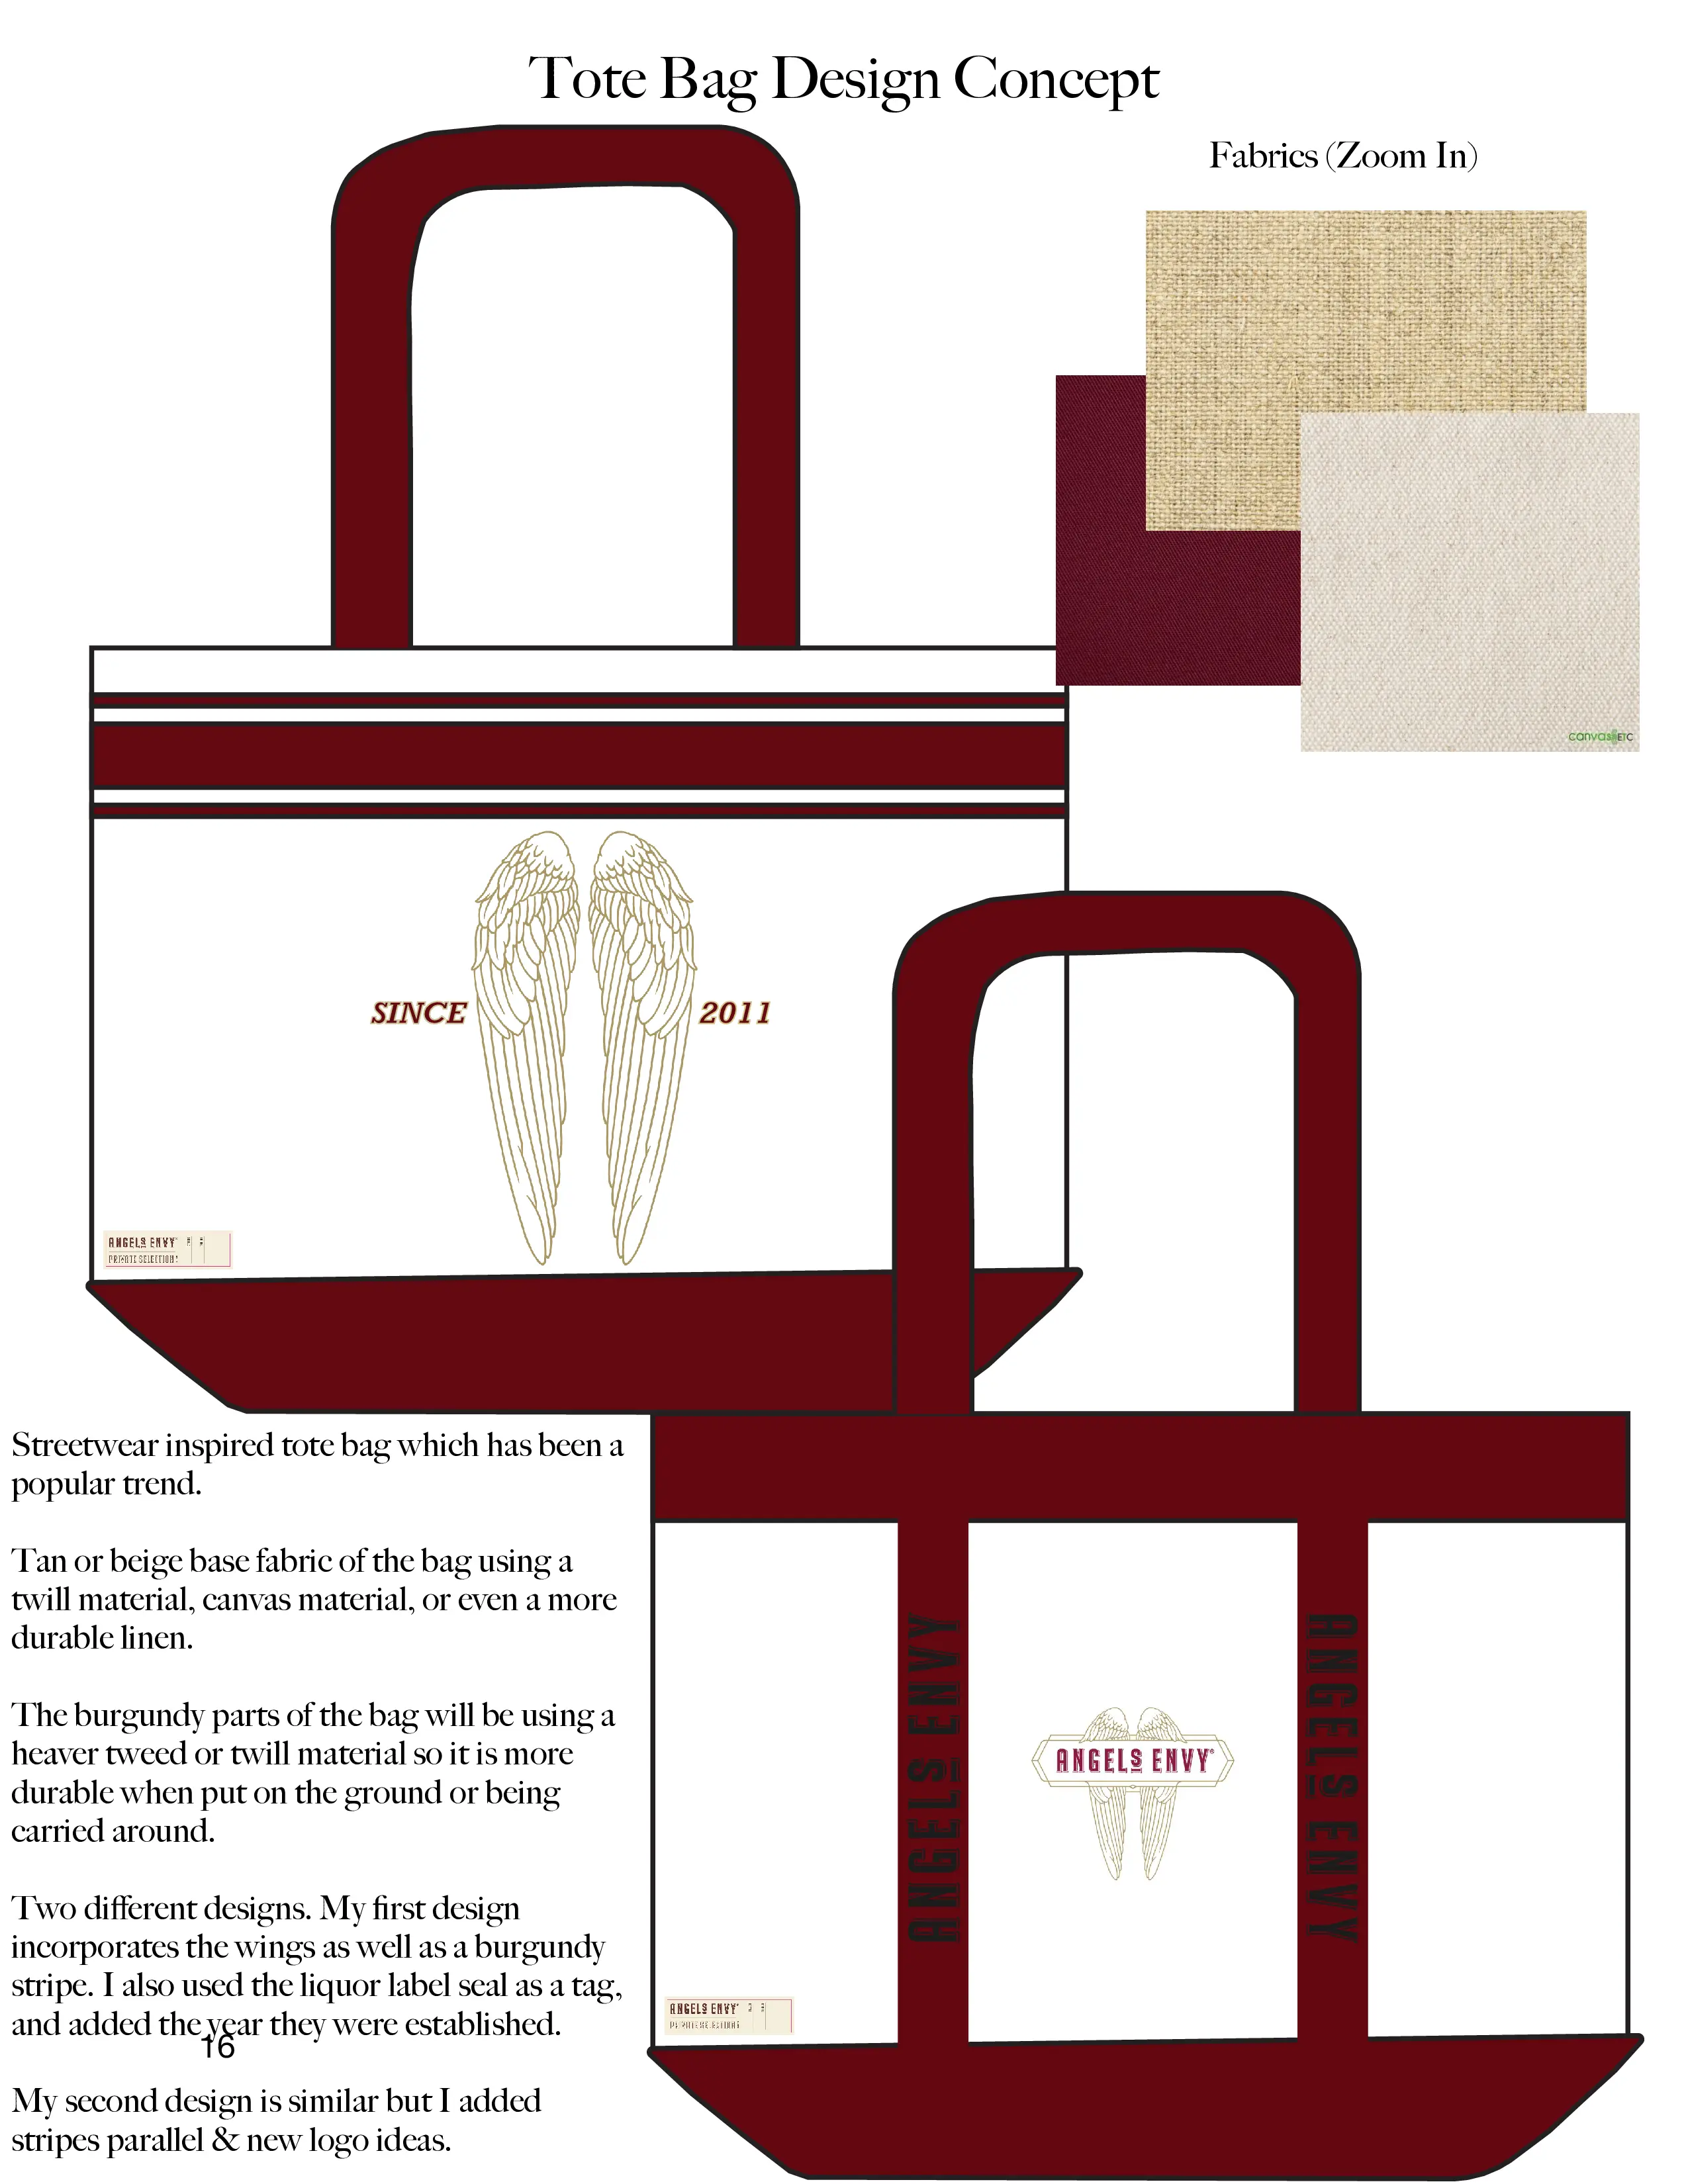 Tote Bag Design Concept
Fabrics (Zoom In)
canvas ETC
SINCE
2011
ANGELS ENVY
PRIVATE SELECTION
Streetwear inspired tote bag which has been a
popular trend.
Tan or beige base fabric of the bag using a
twill material, canvas material, or even a more
durable linen.
The burgundy parts of the bag will be using a
heaver tweed or twill material so it is more
durable when put on the ground or being
carried around.
Two different designs. My first design
incorporates the wings as well as a burgundy
stripe. I also used the liquor label seal as a tag,
and added the year they were established.
16
My second design is similar but I added
stripes parallel & new logo ideas.
ANGELS ENVY
ANGELS ENVY®
ANGELS ENVY
ANGELS ENVY
PRIVATE SELECTION